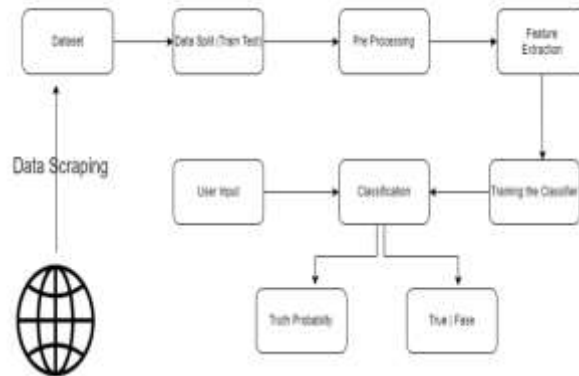 Dataset
Data Split (Train Test)
Pre Processing
Feature
Extraction
Data Scraping
User Input
Classification
Training the Classifier
Truth Probability
True | Fase